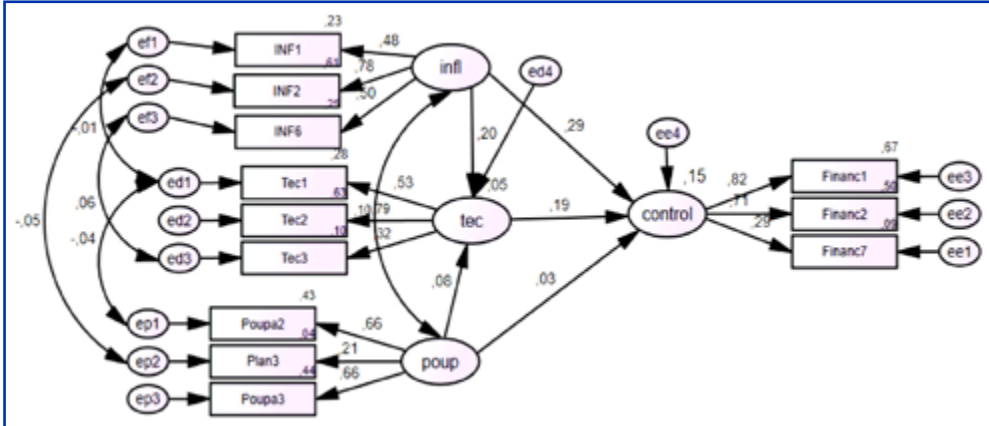 ,23
ef1 INF1 ,48 infl
,61
ef2 INF2 ,78 ed4
ef3 INF6 ,50
-,01 ,20 ,29 ee4
,28 ,67
ed1 Tec1 ,53 ,05 ,15 ,82 Financ1 ee3
,63 ,50
,06 ed2 Tec2 ,10 ,79 tec ,19 control ,71 Financ2 ee2
-,05 ,10 ,09
-,04 ed3 Tec3 ,32 ,29 Financ7 ee1
,08 ,03
,43
ep1 Poupa2 ,66
,04
ep2 Plan3 ,21 poup
,44
ep3 Poupa3 ,66